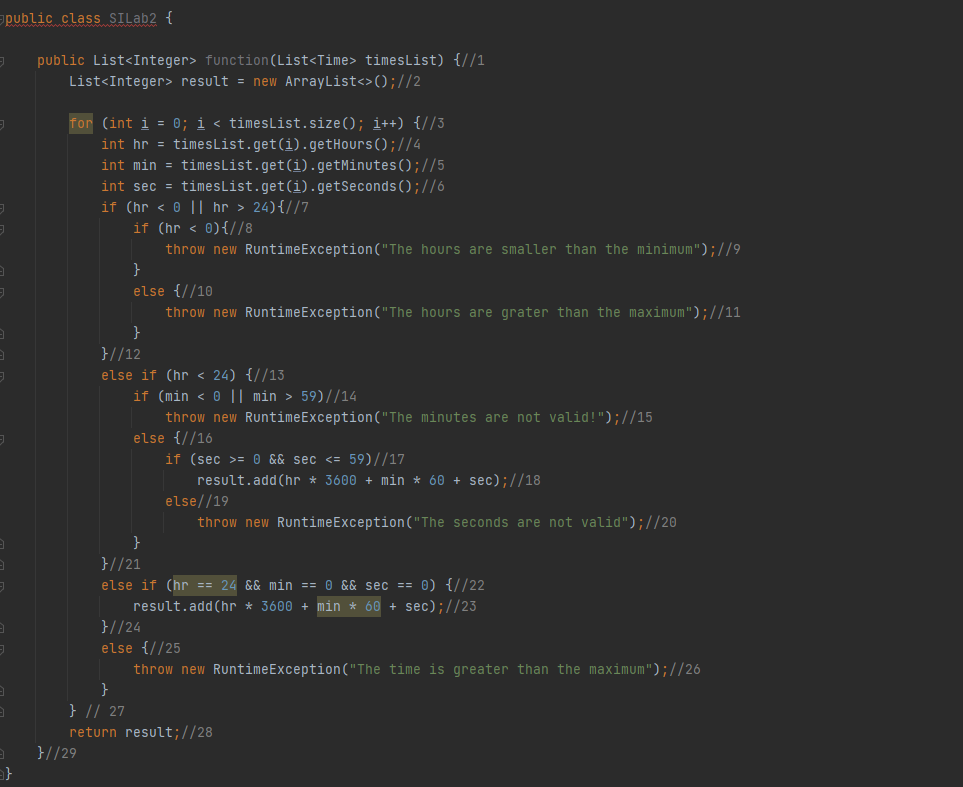 public class SILab2 {
public List<Integer> function(List<Time> timesList) {//1
List<Integer> result = new ArrayList<>();//2
for (int i = 0; i < timesList.size(); i++) {//3
int hr = timesList.get(i).getHours();//4
int min = timesList.get(i).getMinutes();//5
int sec = timesList.get(i).getSeconds();//6
if (hr < 0 || hr > 24){//7
if (hr < 0){//8
throw new RuntimeException("The hours are smaller than the minimum");//9
}
else {//10
throw new RuntimeException("The hours are grater than the maximum");//11
}
}//12
else if (hr < 24) {//13
if (min < 0 || min > 59)//14
throw new RuntimeException("The minutes are not valid!");//15
else {//16
if (sec >= 0 && sec <= 59)//17
result.add(hr * 3600 + min * 60 + sec);//18
else//19
throw new RuntimeException("The seconds are not valid");//20
}
}//21
else if (hr == 24 && min == 0 && sec == 0) {//22
result.add(hr * 3600 + min * 60 + sec);//23
}//24
else {//25
throw new RuntimeException("The time is greater than the maximum");//26
}
} // 27
return result;//28
}//29
}